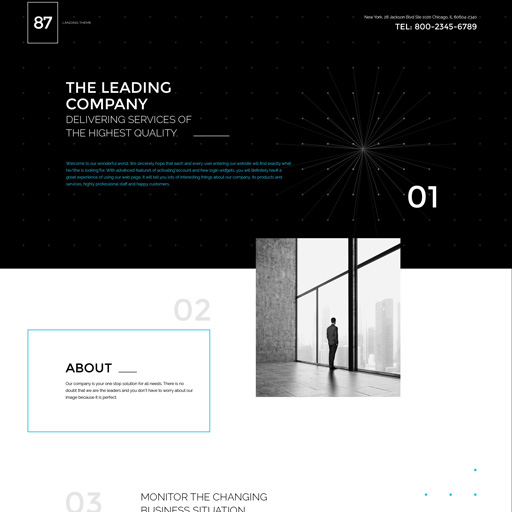 87
LANDING THEME
New York, 28 Jackson Blvd Ste 1020 Chicago, IL 60604-2340
TEL: 800-2345-6789
THE LEADING
COMPANY
DELIVERING SERVICES OF
THE HIGHEST QUALITY.
Welcome to our wonderful world. We sincerely hope that each and every user entering our website will find exactly what
he/she is looking for. With advanced features of activating account and new login widgets, you will definitely have a
great experience of using our web page. It will tell you lots of interesting things about our company, its products and
services, highly professional staff and happy customers.
01
02
ABOUT
Our company is your one stop solution for all needs. There is no
doubt that we are the leaders and you don't have to worry about our
image because it is perfect.
03
MONITOR THE CHANGING
BUSINESS SITUATION